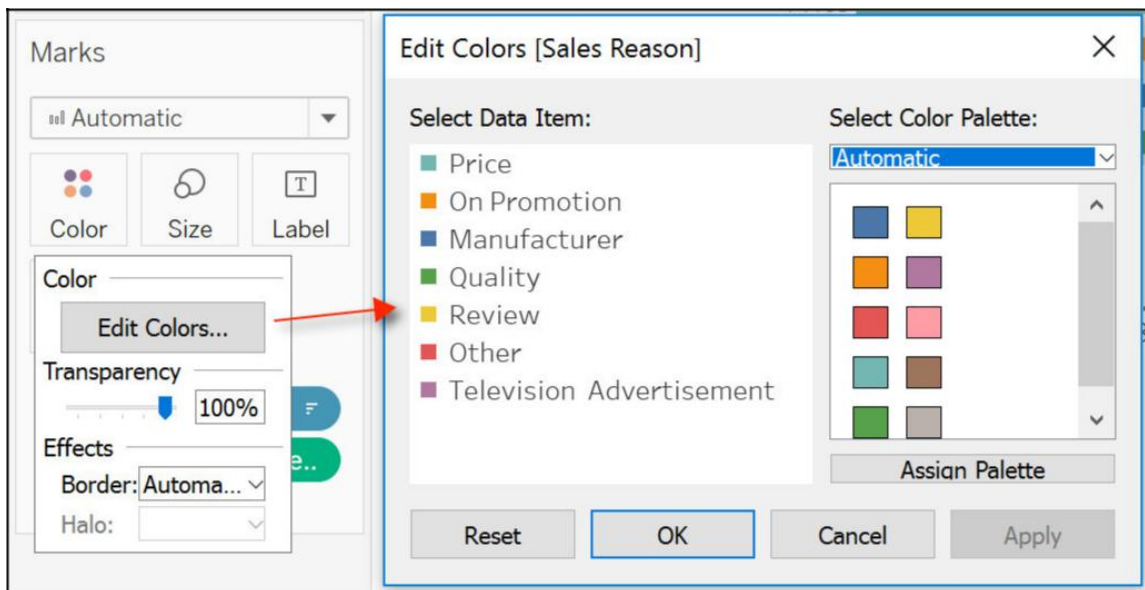 Marks
Automatic
Color
Size
Label
Color
Edit Colors...
Transparency
100%
Effects
Border: Automa...
Halo:
e..
Edit Colors [Sales Reason]
Select Data Item:
Price
On Promotion
Manufacturer
Quality
Review
Other
Television Advertisement
Select Color Palette:
Automatic
Assign Palette
Reset
OK
Cancel
Apply